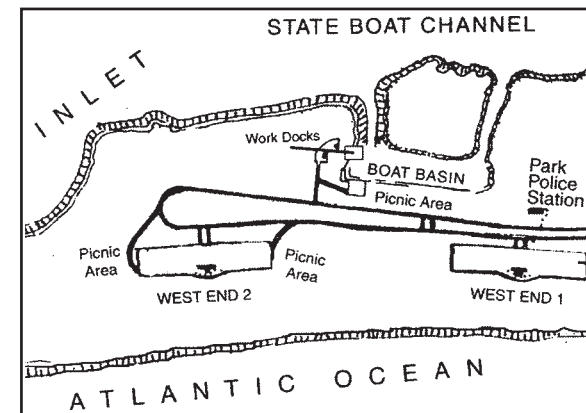 STATE BOAT CHANNEL
INLET
Work Docks
BOAT BASIN
Park
Police
Station
Picnic Area
Picnic
Area
Picnic
Area
WEST END 2
WEST END 1
ATLANTIC OCEAN